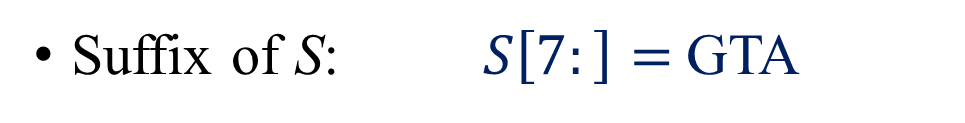 • Suffix of S: S[7:] = GTA